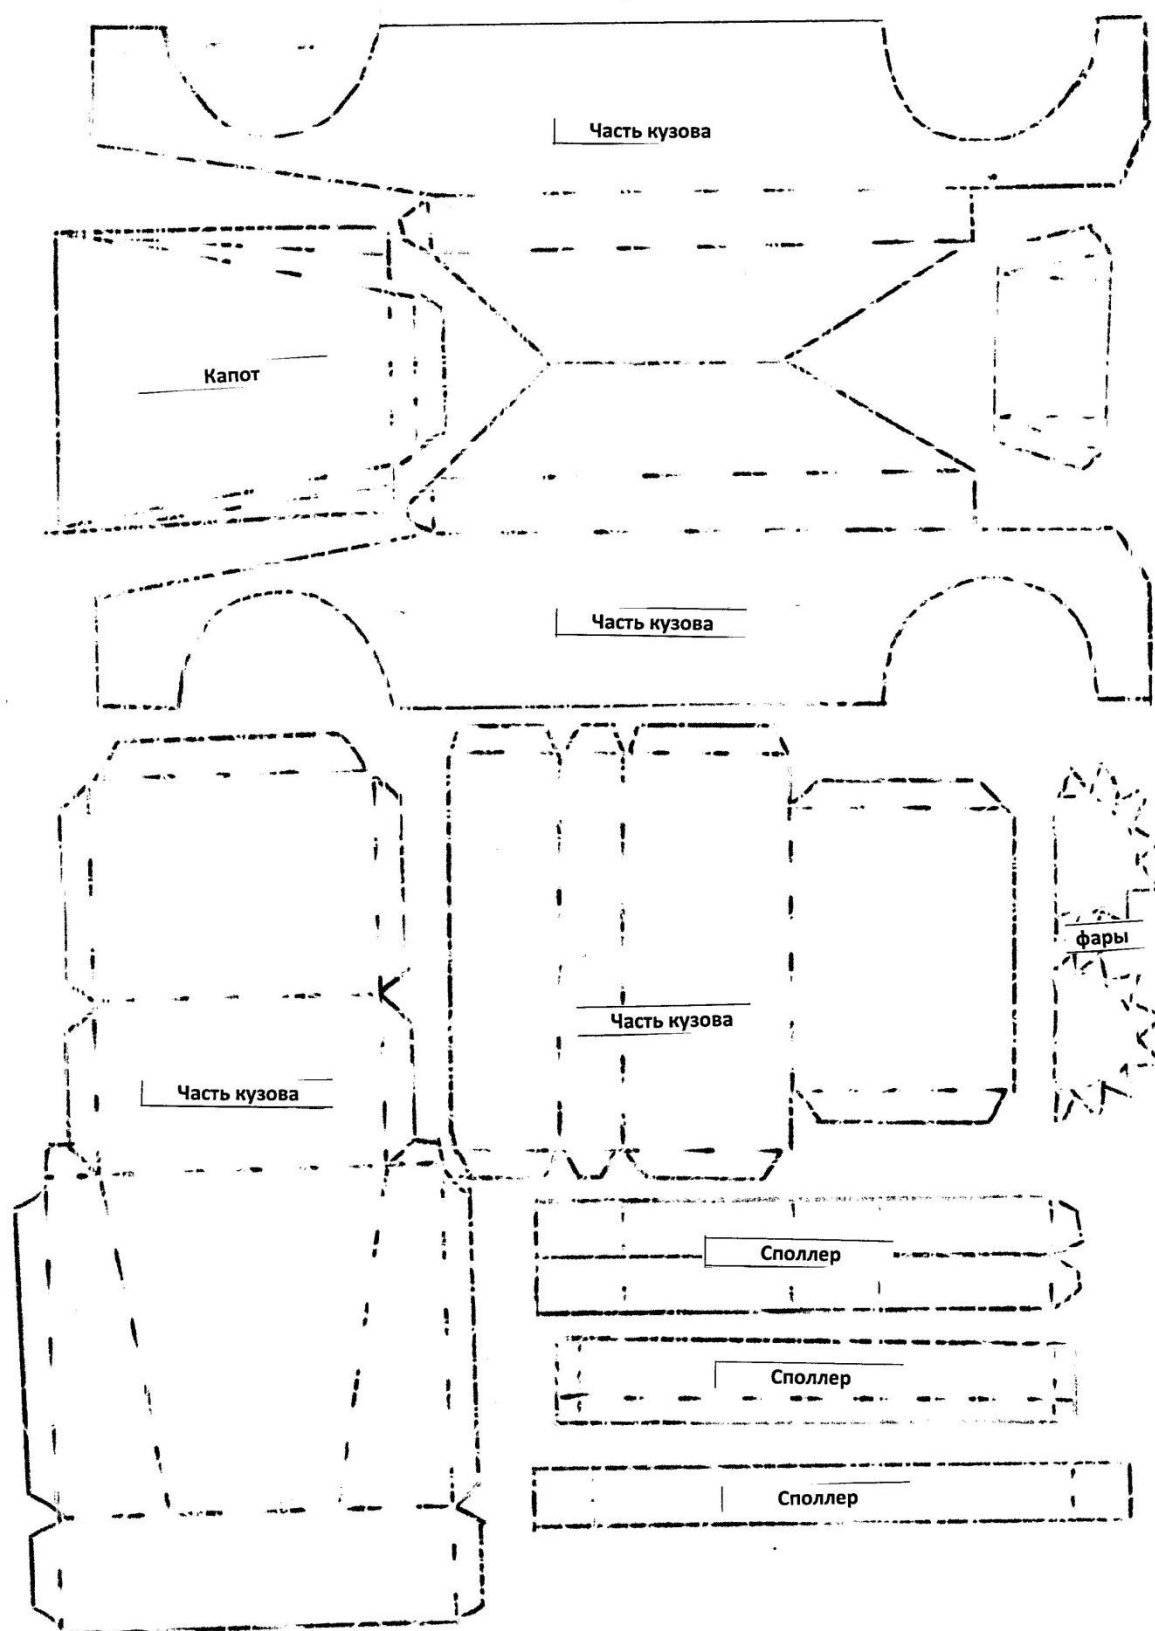 Часть кузова
Капот
Часть кузова
фары
Часть кузова
Часть кузова
Споллер
Споллер
Споллер